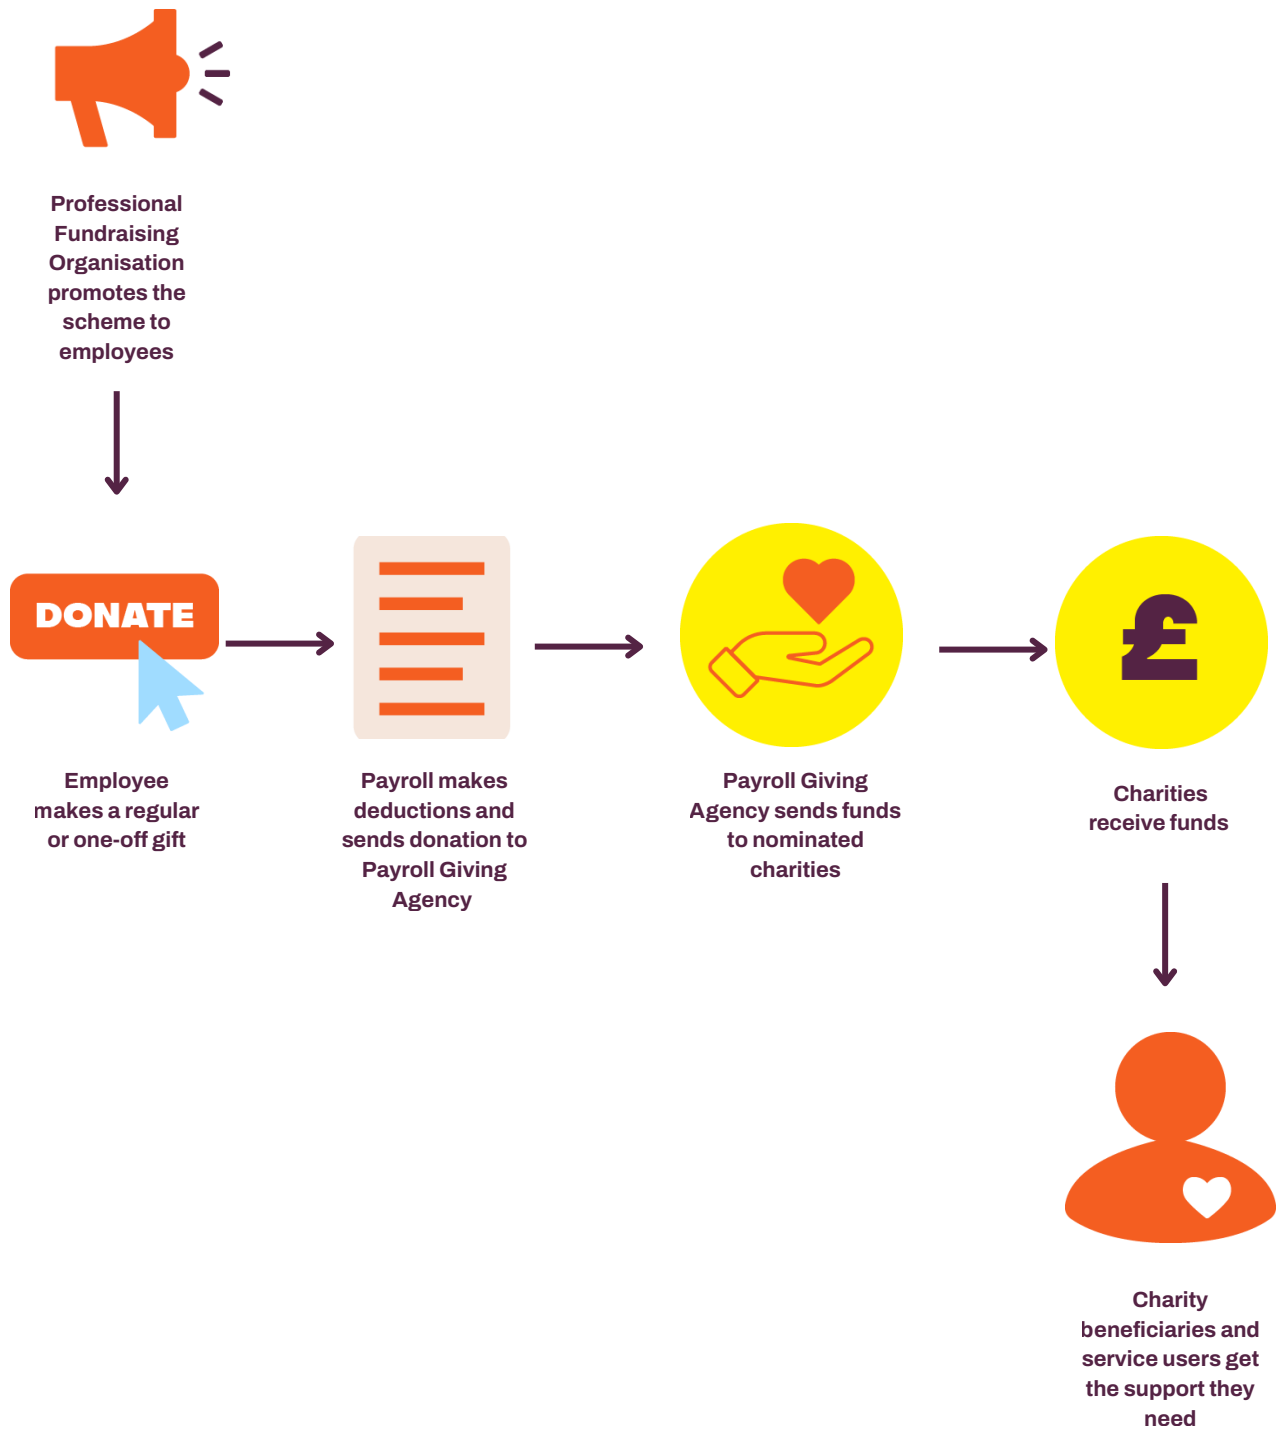 Professional
Fundraising
Organisation
promotes the
scheme to
employees
DONATE
Employee
makes a regular
or one-off gift
Payroll makes
deductions and
sends donation to
Payroll Giving
Agency
Payroll Giving
Agency sends funds
to nominated
charities
£
Charities
receive funds
Charity
beneficiaries and
service users get
the support they
need